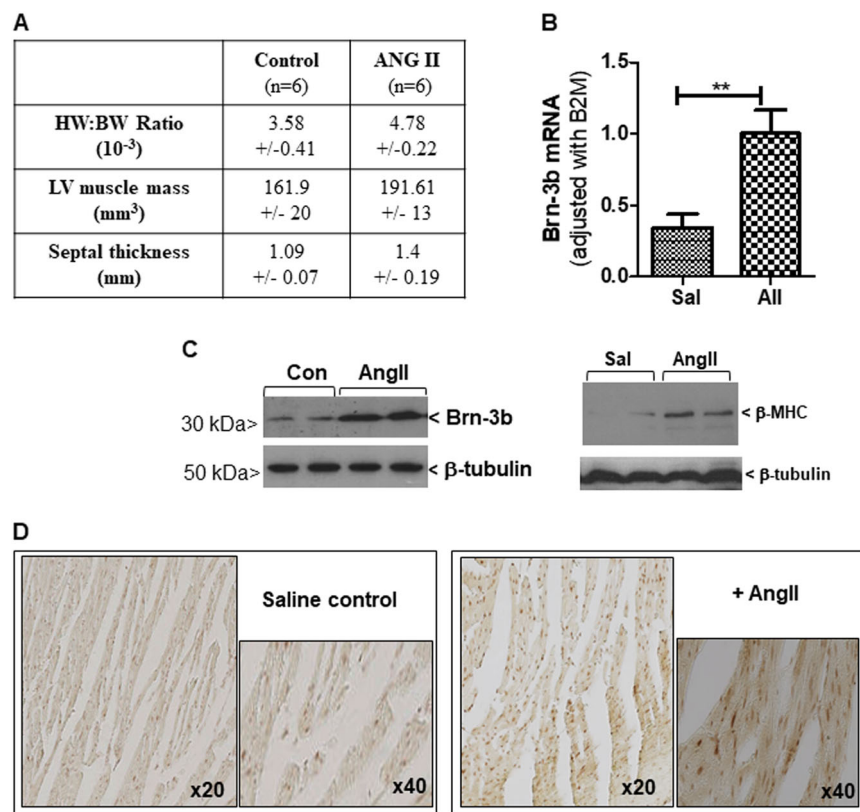 A
Control ANG II
(n=6) (n=6)
HW:BW Ratio 3.58 4.78
(10-3) +/-0.41 +/-0.22
LV muscle mass 161.9 191.61
(mm3) +/- 20 +/- 13
Septal thickness 1.09 1.4
(mm) +/- 0.07 +/- 0.19
B
Brn-3b mRNA
(adjusted with B2M)
1.5
1.0
0.5
0.0
**
Sal AII
C
Con AngII
30 kDa> < Brn-3b
50 kDa> < β-tubulin
Sal AngII
< β-MHC
< β-tubulin
D
Saline control
x20 x40
+ AngII
x20 x40